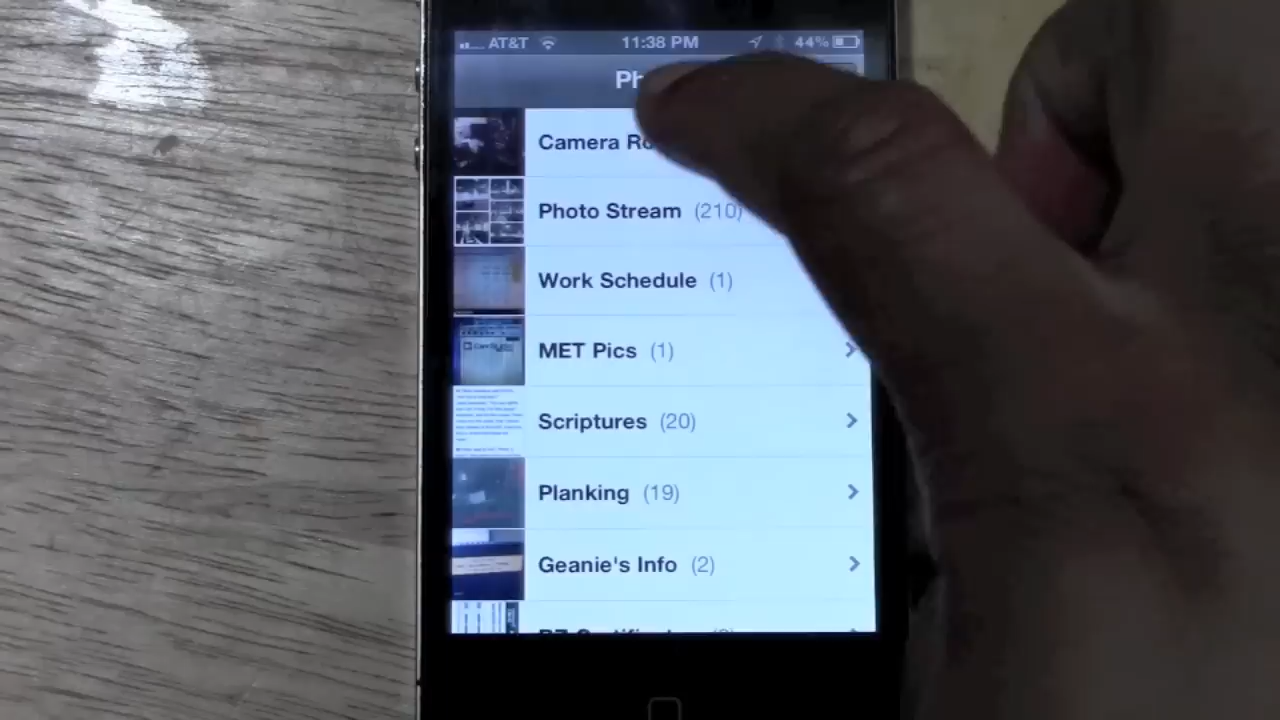 AT&T 11:38 PM 44%
Camera
Photo Stream (210)
Work Schedule (1)
MET Pics (1)
Scriptures (20)
Planking (19)
Geanie's Info (2)